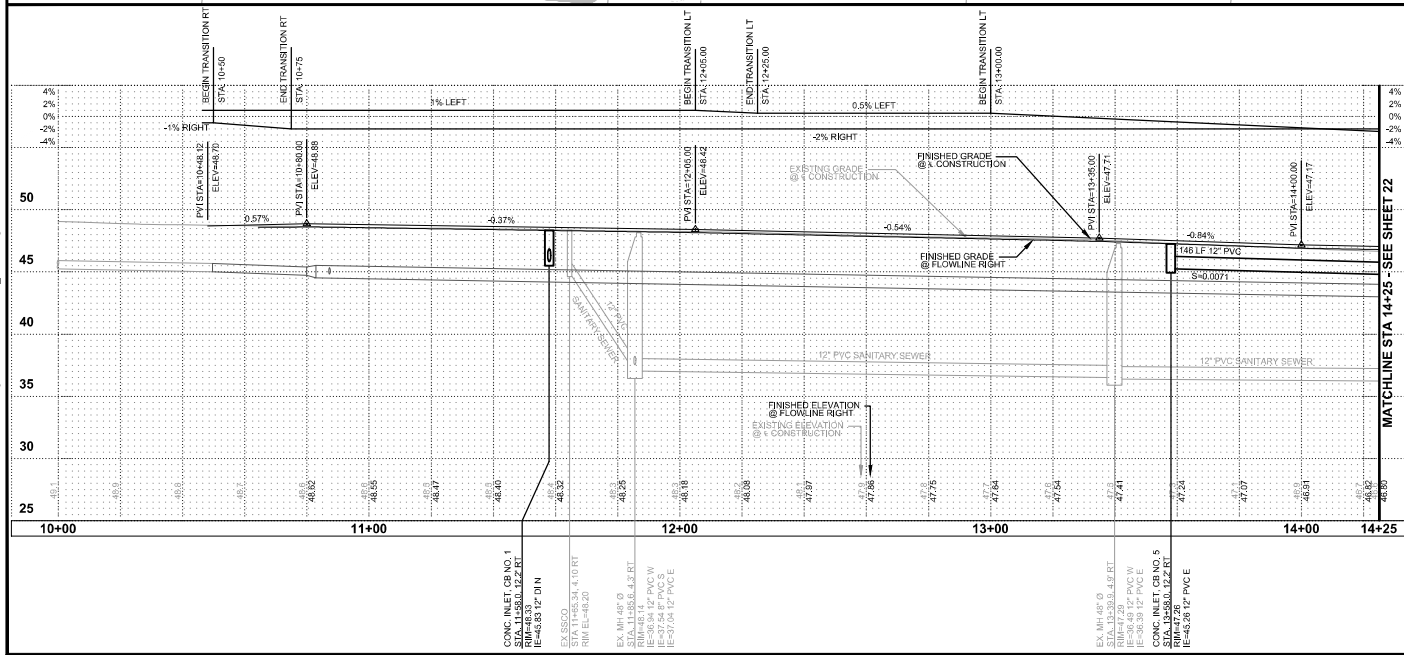 BEGIN TRANSITION RT
STA: 10+50
END TRANSITION RT
STA: 10+75
BEGIN TRANSITION LT
STA: 12+05.00
END TRANSITION LT
STA: 12+25.00
BEGIN TRANSITION LT
STA: 13+00.00
4%
2%
0%
-2%
-4%
4%
2%
0%
-2%
-4%
-1% RIGHT
1% LEFT
0.5% LEFT
-2% RIGHT
PVI STA=10+48.12
ELEV=48.70
PVI STA=10+80.00
ELEV=48.88
PVI STA=12+05.00
ELEV=48.42
PVI STA=13+35.00
ELEV=47.71
PVI STA=14+00.00
ELEV=47.17
EXISTING GRADE
@ ℄ CONSTRUCTION
FINISHED GRADE
@ ℄ CONSTRUCTION
0.57%
-0.37%
-0.54%
-0.84%
FINISHED GRADE
@ FLOWLINE RIGHT
146 LF 12" PVC
S=0.0071
12" PVC
SANITARY SEWER
12" PVC SANITARY SEWER
12" PVC SANITARY SEWER
FINISHED ELEVATION
@ FLOWLINE RIGHT
EXISTING ELEVATION
@ ℄ CONSTRUCTION
50
45
40
35
30
25
MATCHLINE STA 14+25 - SEE SHEET 22
49.1
48.9
48.8
48.7
48.6
48.62
48.6
48.55
48.5
48.47
48.40
48.4
48.32
48.3
48.25
48.3
48.18
48.2
48.08
48.1
47.97
47.9
47.86
47.8
47.75
47.7
47.64
47.6
47.54
47.41
47.24
47.07
46.9
46.91
46.82
46.80
10+00
11+00
12+00
13+00
14+00
14+25
CONC. INLET, CB NO. 1
STA. 11+58.0, 12.2' RT
RIM=48.33
IE=45.83 12" DI N
EX SSCO
STA. 11+65.34, 4.10 RT
RIM EL=48.20
EX. MH 48" Ø
STA. 11+85.6, 4.3' RT
RIM=48.14
IE=36.94 12" PVC W
IE=37.54 8" PVC S
IE=37.04 12" PVC E
EX. MH 48" Ø
STA. 13+39.9, 4.9' RT
RIM=47.29
IE=36.49 12" PVC W
IE=36.39 12" PVC E
CONC. INLET, CB NO. 5
STA. 13+58.0, 12.2' RT
RIM=47.26
IE=45.26 12" PVC E